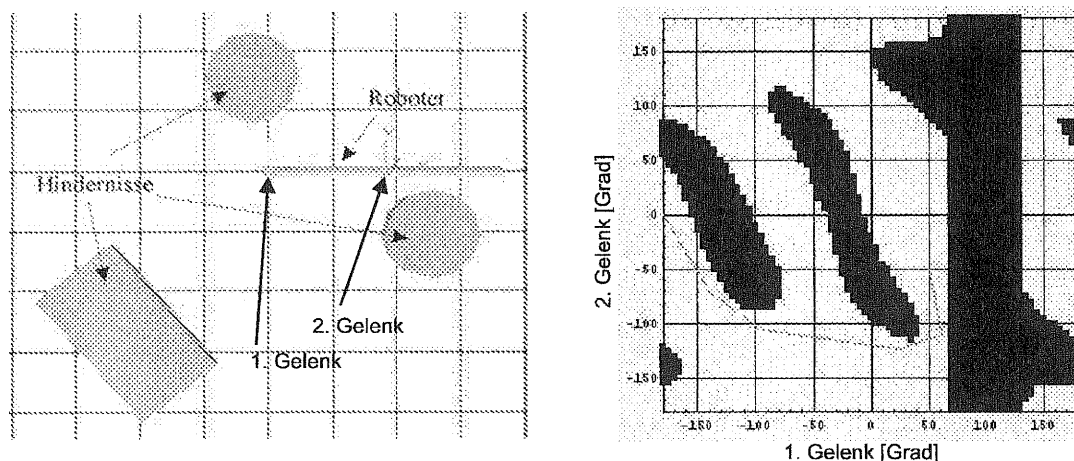 Roboter
Hindernisse
2. Gelenk
1. Gelenk
2. Gelenk [Grad]
150
100
50
0
-50
-100
-150
-150
-100
-50
0
50
100
150
1. Gelenk [Grad]